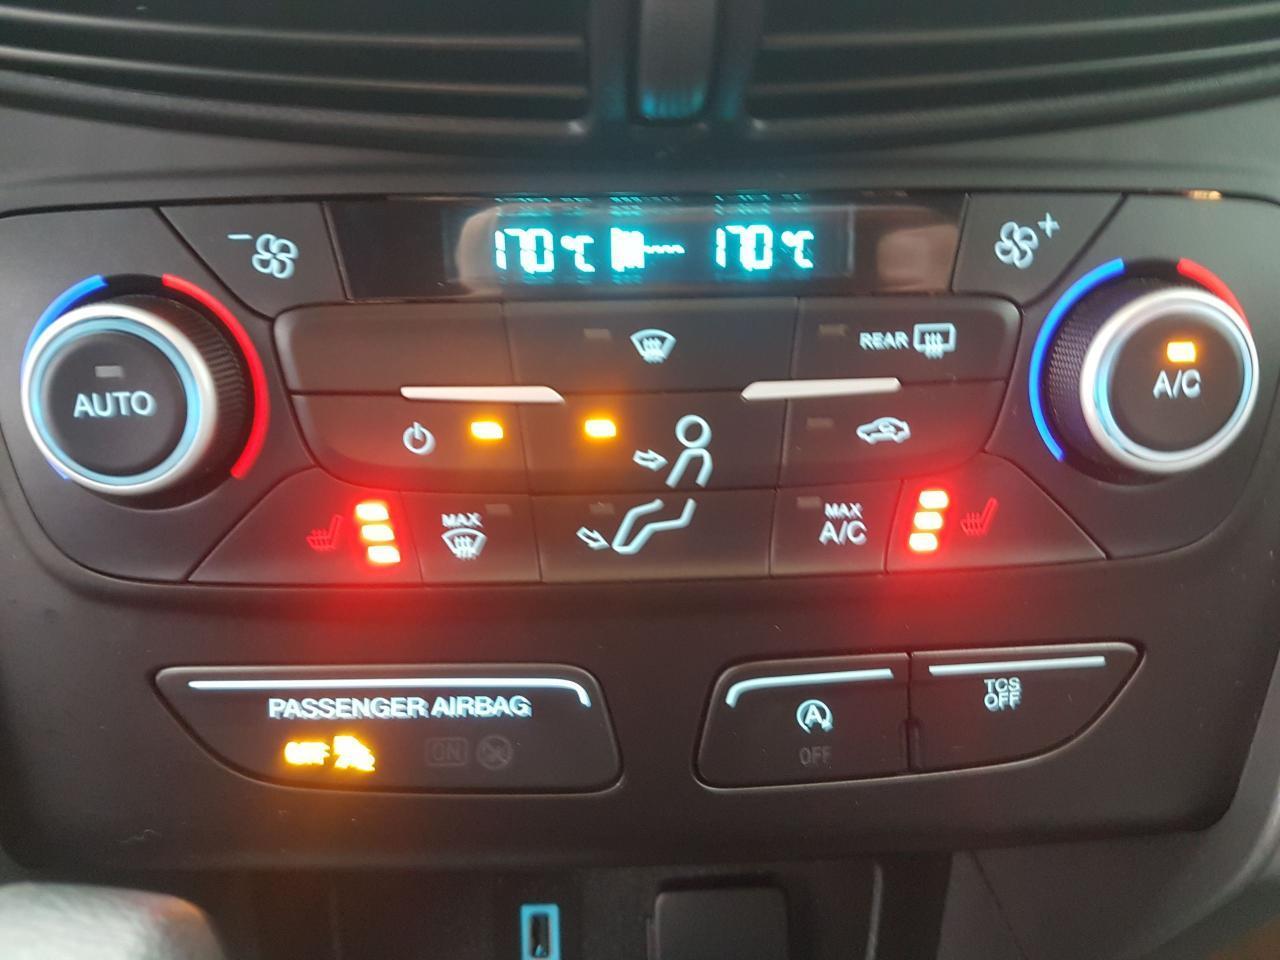 17.0 °C 17.0 °C
REAR
AUTO
A/C
MAX
MAX
A/C
PASSENGER AIRBAG
OFF
ON
A
OFF
TCS
OFF